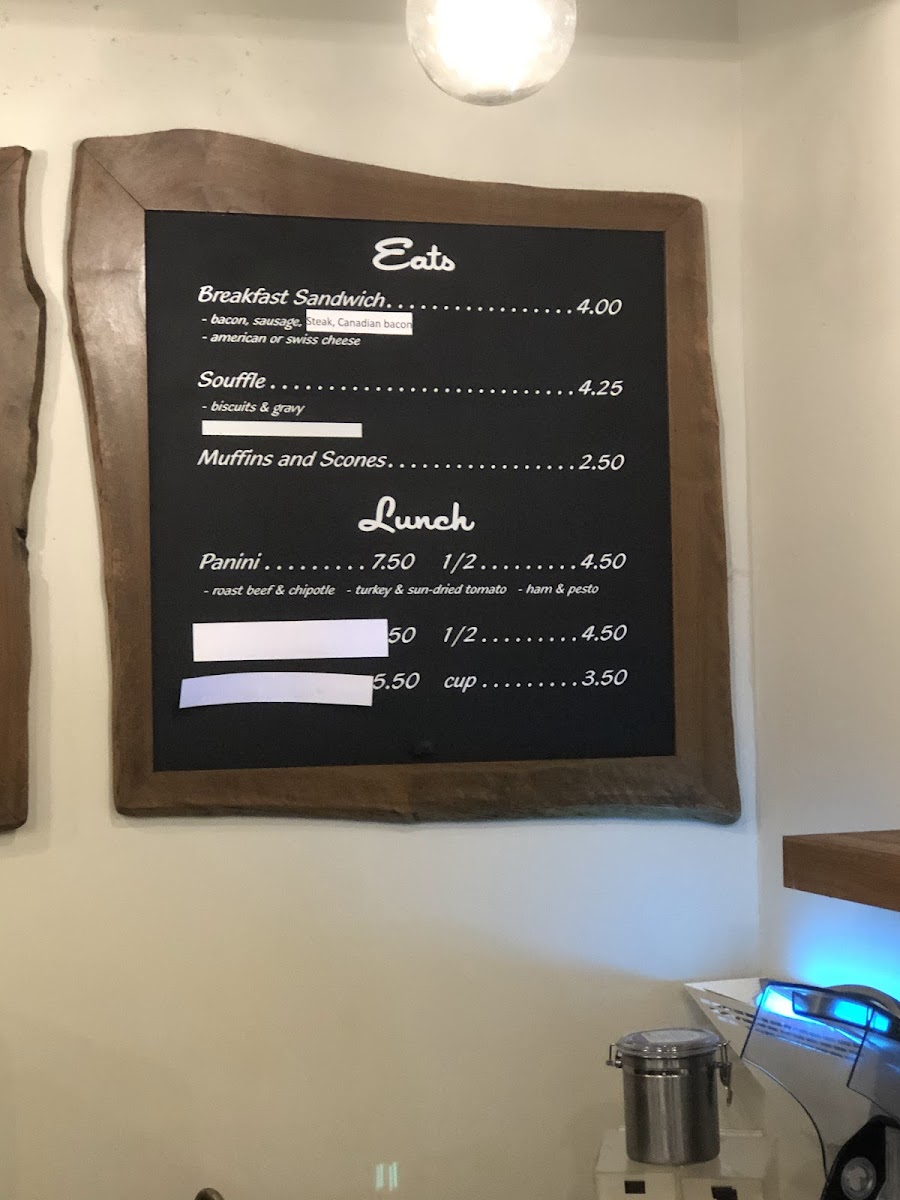 Eats
Breakfast Sandwich.................4.00
- bacon, sausage, Steak, Canadian bacon
- american or swiss cheese
Souffle..........................4.25
- biscuits & gravy
Muffins and Scones.................2.50
Lunch
Panini.........7.50 1/2.........4.50
- roast beef & chipotle - turkey & sun-dried tomato - ham & pesto
50 1/2.........4.50
5.50 cup.........3.50